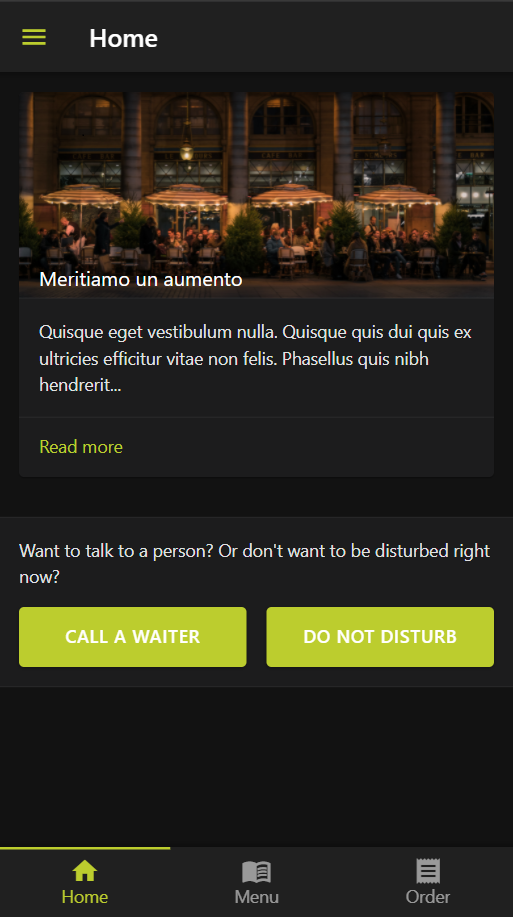 Home
Meritiamo un aumento
Quisque eget vestibulum nulla. Quisque quis dui quis ex
ultricies efficitur vitae non felis. Phasellus quis nibh
hendrerit...
Read more
Want to talk to a person? Or don't want to be disturbed right
now?
CALL A WAITER
DO NOT DISTURB
Home
Menu
Order